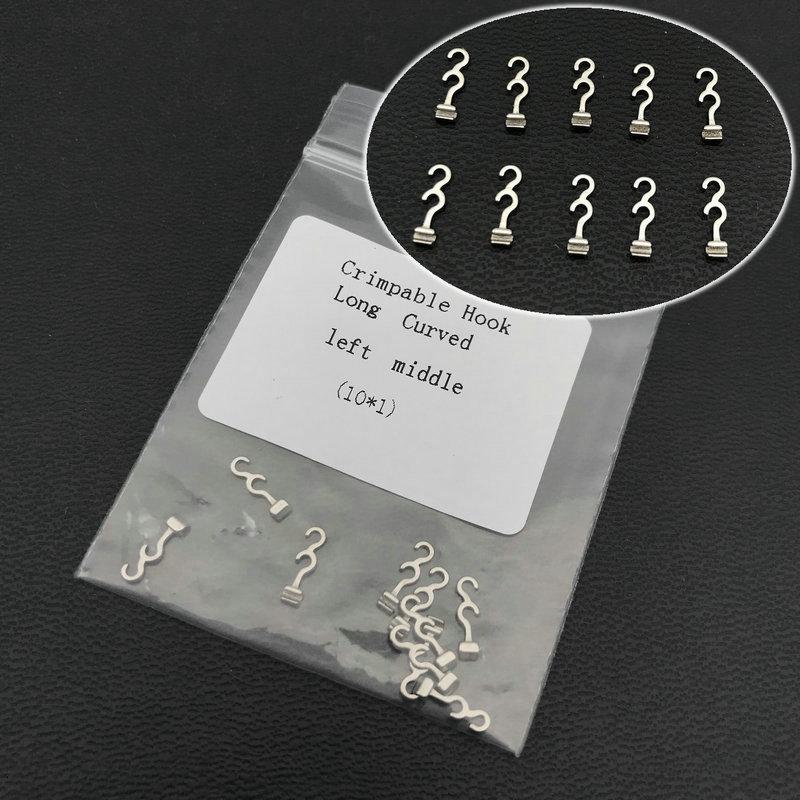 Crimpable Hook
Long Curved
left middle
(10*1)